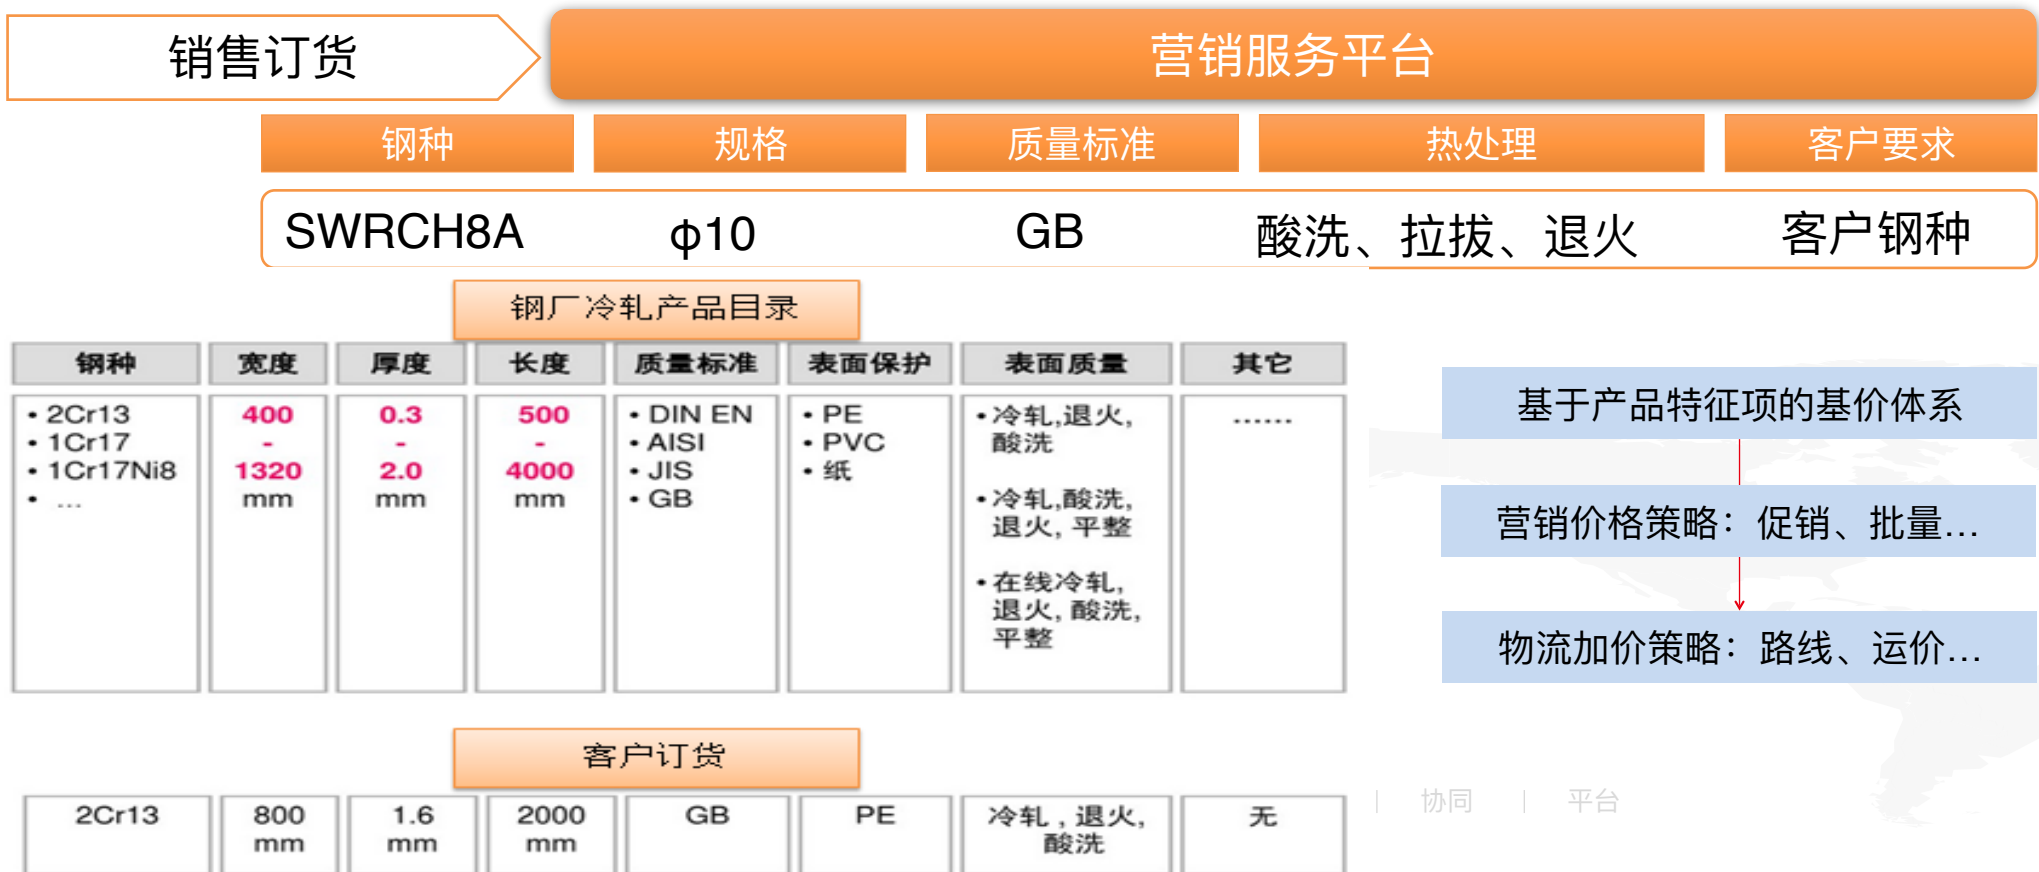 销售订货
营销服务平台
钢种 规格 质量标准 热处理 客户要求
SWRCH8A ф10 GB 酸洗、拉拔、退火 客户钢种
钢厂冷轧产品目录
钢种 宽度 厚度 长度 质量标准 表面保护 表面质量 其它
• 2Cr13
• 1Cr17
• 1Cr17Ni8
• ...
400
-
1320
mm
0.3
-
2.0
mm
500
-
4000
mm
• DIN EN
• AISI
• JIS
• GB
• PE
• PVC
• 纸
• 冷轧,退火,
酸洗
• 冷轧,酸洗,
退火, 平整
• 在线冷轧,
退火, 酸洗,
平整
......
基于产品特征项的基价体系
营销价格策略：促销、批量...
物流加价策略：路线、运价...
客户订货
2Cr13
800
mm
1.6
mm
2000
mm
GB
PE
冷轧 , 退火,
酸洗
无
| 协同 | 平台